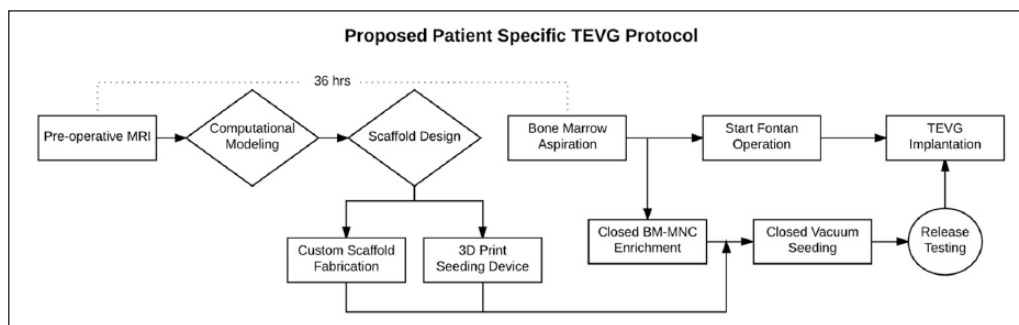 Proposed Patient Specific TEVG Protocol
36 hrs
Pre-operative MRI
Computational
Modeling
Scaffold Design
Bone Marrow
Aspiration
Start Fontan
Operation
TEVG
Implantation
Custom Scaffold
Fabrication
3D Print
Seeding Device
Closed BM-MNC
Enrichment
Closed Vacuum
Seeding
Release
Testing